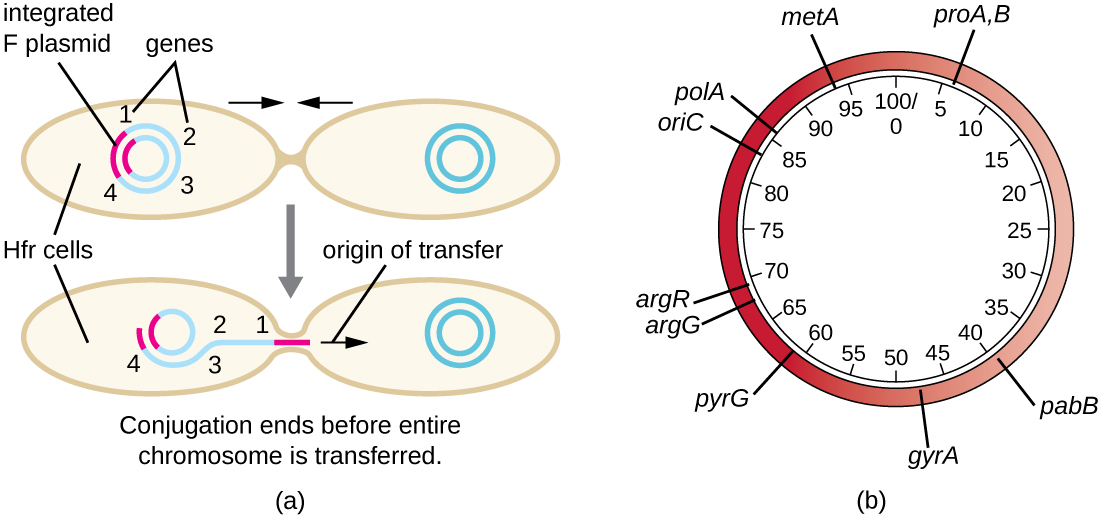 integrated
F plasmid
genes
1
2
3
4
Hfr cells
origin of transfer
2
1
4
3
Conjugation ends before entire
chromosome is transferred.
(a)
metA
proA,B
polA
oriC
100/
0
5
10
15
20
25
30
35
40
45
50
55
60
65
70
75
80
85
90
95
argR
argG
pyrG
gyrA
pabB
(b)